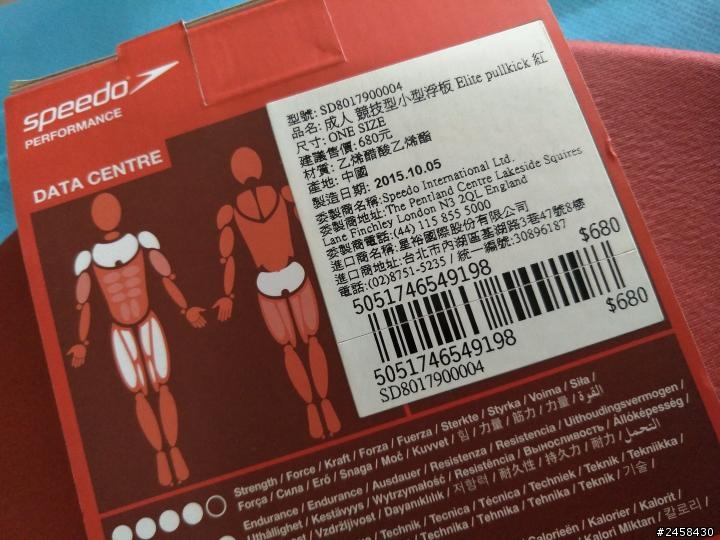 speedo
PERFORMANCE
DATA CENTRE
型號: SD8017900004
品名: 成人 競技型小型浮板 Elite pullkick 紅
尺寸: ONE SIZE
建議售價: 680元
材質: 乙烯醋酸乙烯酯
產地: 中國
製造日期: 2015.10.05
委製商名稱:Speedo International Ltd.
委製商地址:The Pentland Centre Lakeside Squires
Lane Finchley London N3 2QL England
委製商電話:(44) 115 855 5000
進口商名稱:星裕國際股份有限公司
進口商地址:台北市內湖區基湖路3巷47號8樓
電話:(02)8751-5235 / 統一編號:30896187
5051746549198 $680
5051746549198 $680
SD8017900004
Strength / Force / Kraft / Forza / Fuerza / Sterkte / Styrka / Voima / Siła /
Força / Сила / Erő / Snaga / Moć / Kuvvet / 힘 / 力量 / 筋力 / 力量 / القوة /
Endurance / Endurance / Ausdauer / Resistenza / Resistencia / Uithoudingsvermogen /
Uthållighet / Kestävyys / Wytrzymałość / Resistência / Выносливость / Állóképesség /
Vzdržljivost / Dayanıklılık / 저항력 / 耐久性 / 持久力 / 耐力 / التحمل /
Technik / Tecnica / Técnica / Techniek / Teknik / Tekniikka /
Technika / Tehnika / Teknik / 기술 /
Calorieën / Kalorier / Kalorit /
Kalori Miktarı / 칼로리 /
#2458430